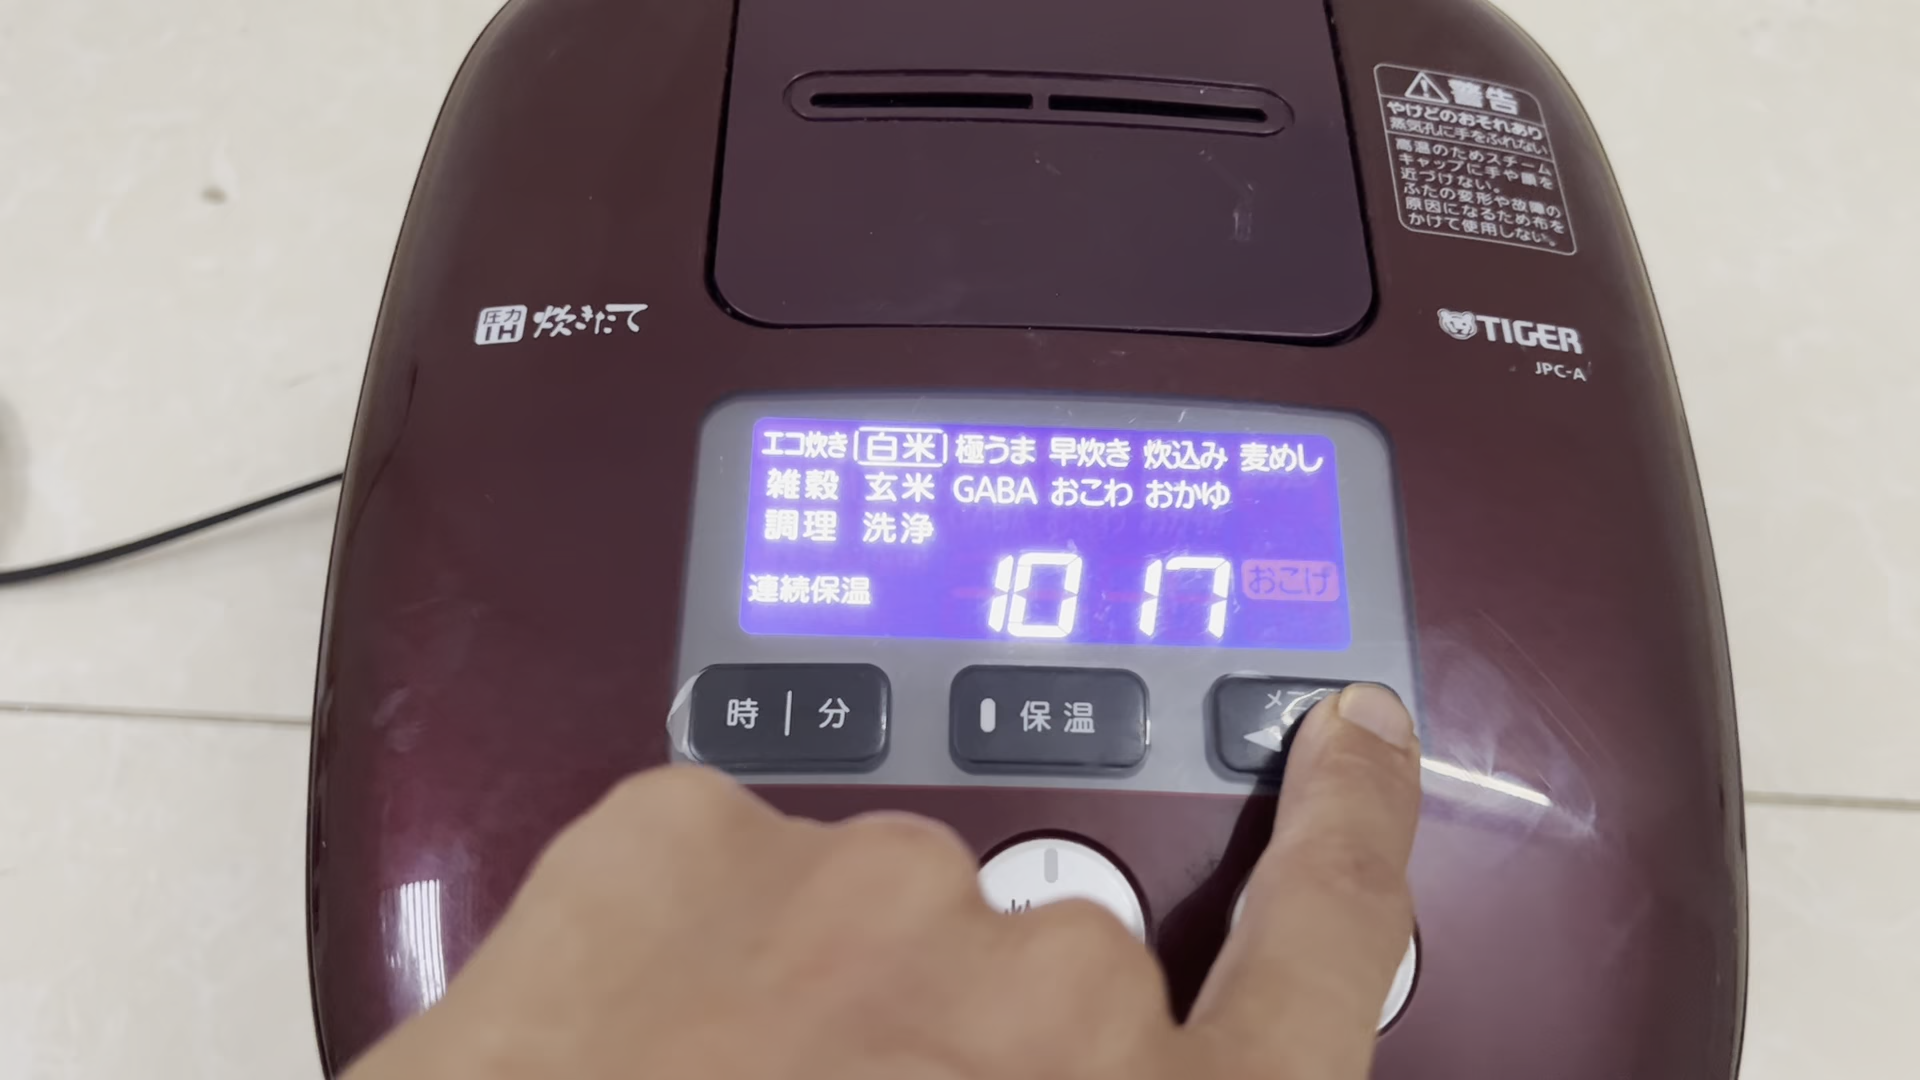 警告
やけどのおそれあり
蒸気孔に手をふれない
高温のためスチーム
キャップに手や顔を
近づけない。
ふたの変形や故障の
原因になるため布を
かけて使用しない。
圧力
IH 炊きたて
TIGER
JPC-A
エコ炊き 白米 極うま 早炊き 炊込み 麦めし
雑穀 玄米 GABA おこわ おかゆ
調理 洗浄
連続保温 10 17 おこげ
時 | 分 保温